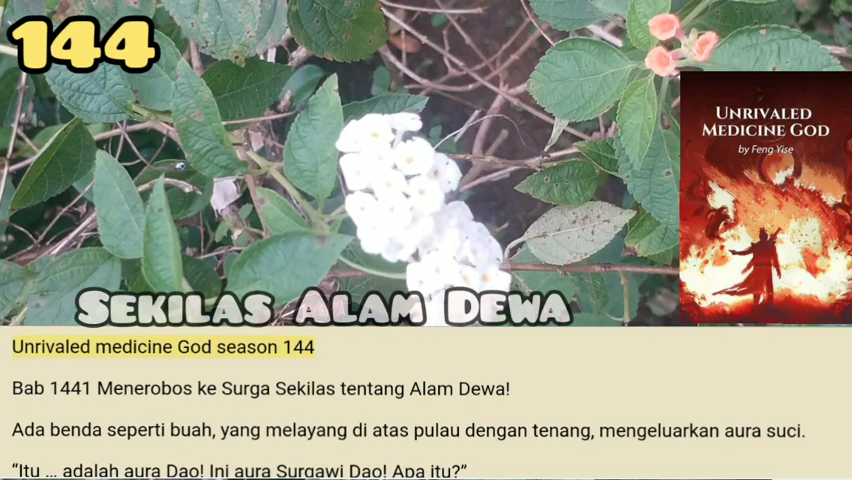 144
UNRIVALED
MEDICINE GOD
by Feng Yise
SEKILAS ALAM DEWA
Unrivaled medicine God season 144
Bab 1441 Menerobos ke Surga Sekilas tentang Alam Dewa!
Ada benda seperti buah, yang melayang di atas pulau dengan tenang, mengeluarkan aura suci.
“Itu ... adalah aura Dao! Ini aura Surgawi Dao! Apa itu?”